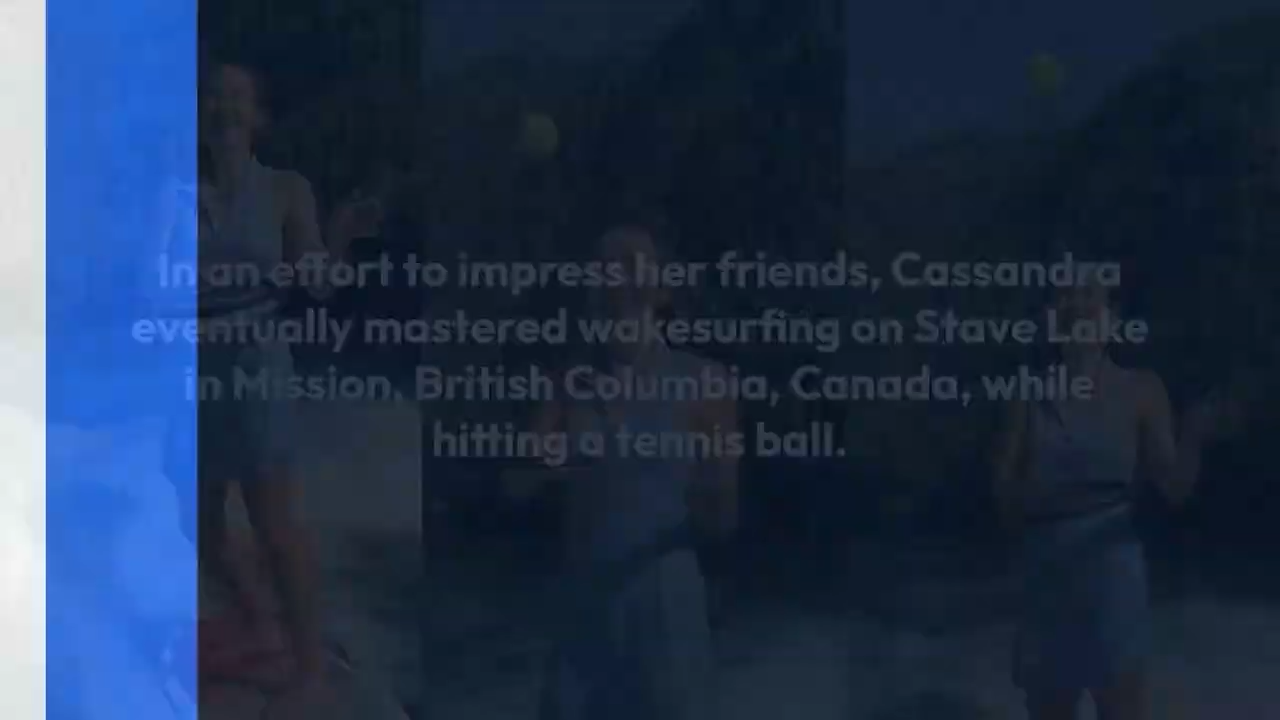 In an effort to impress her friends, Cassandra
eventually mastered wakesurfing on Stave Lake
in Mission, British Columbia, Canada, while
hitting a tennis ball.